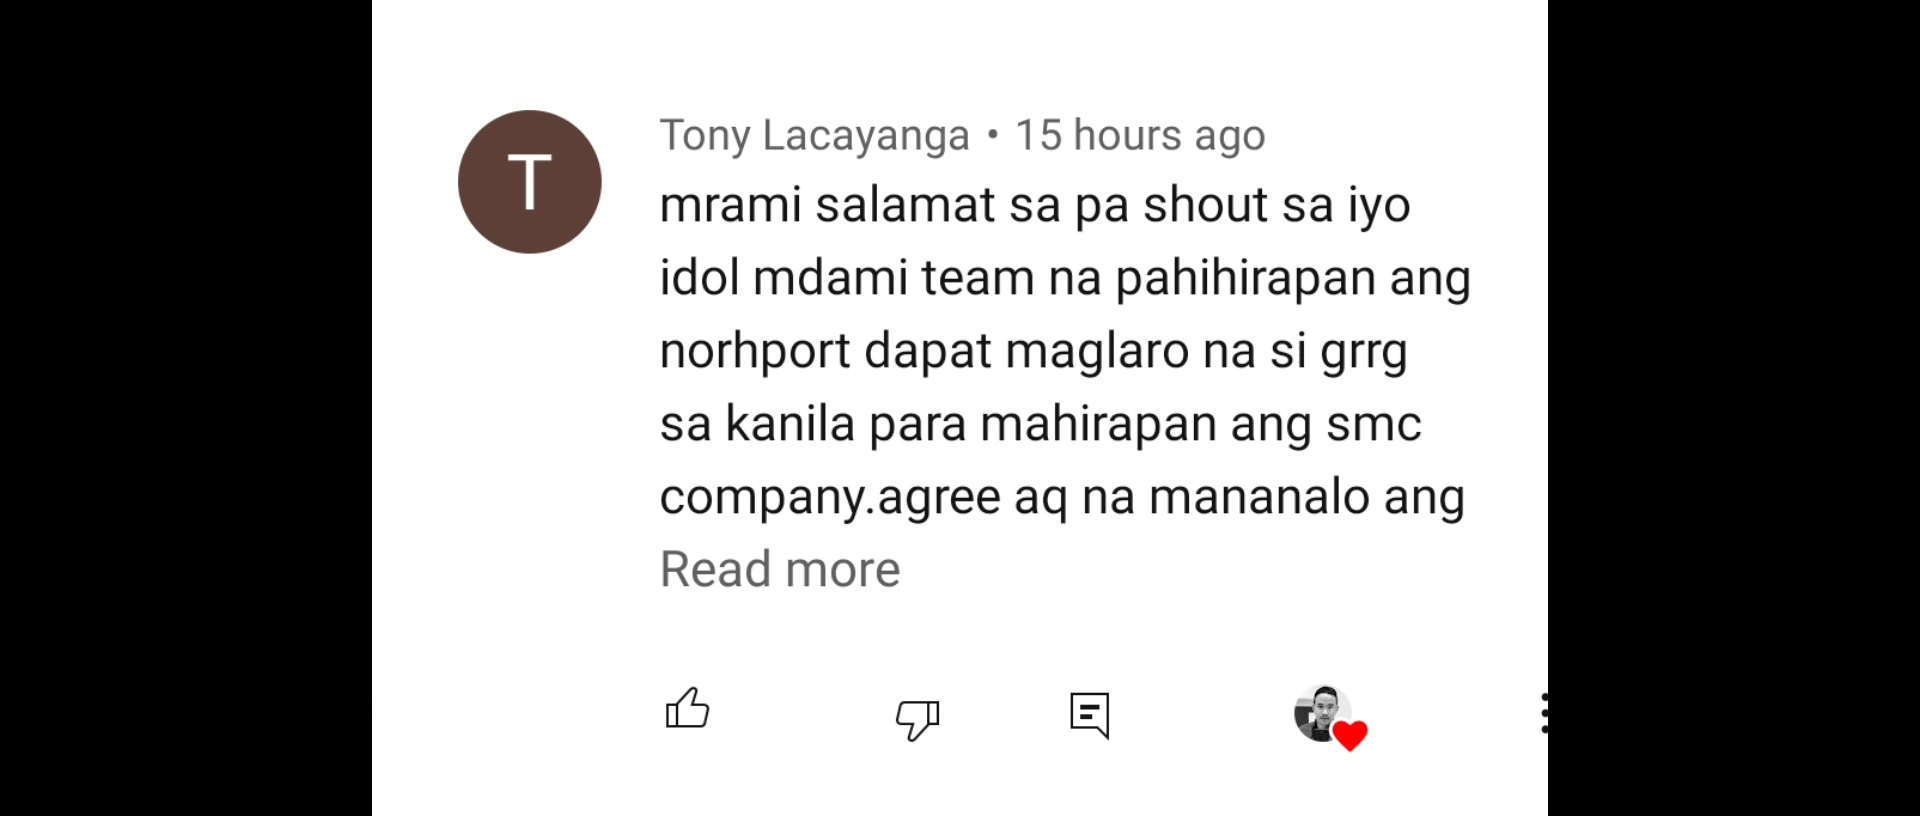 T
Tony Lacayanga • 15 hours ago
mrami salamat sa pa shout sa iyo
idol mdami team na pahihirapan ang
norhport dapat maglaro na si grrg
sa kanila para mahirapan ang smc
company.agree aq na mananalo ang
Read more